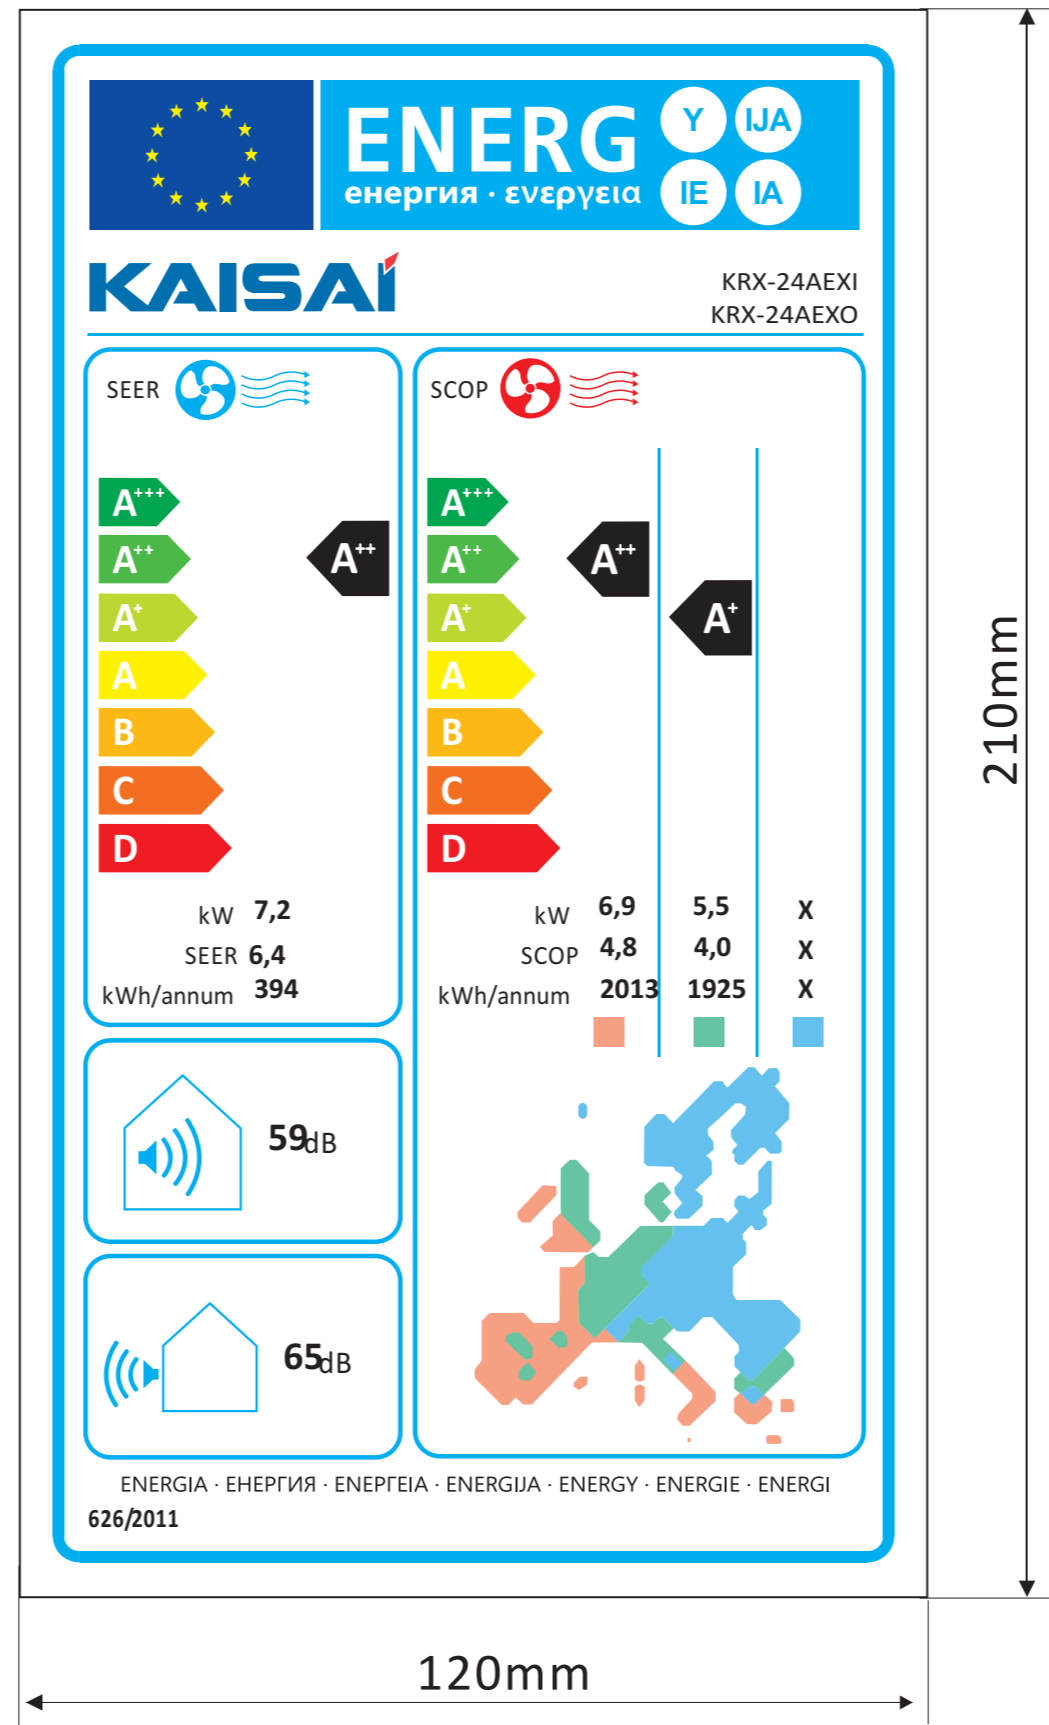 ENERG Y IJA
енергия · ενεργεια IE IA
KAISAI
KRX-24AEXI
KRX-24AEXO
SEER
A+++
A++
A+
A
B
C
D
A++
kW 7,2
SEER 6,4
kWh/annum 394
SCOP
A+++
A++
A+
A
B
C
D
A++
A+
kW 6,9 5,5 X
SCOP 4,8 4,0 X
kWh/annum 2013 1925 X
59dB
65dB
ENERGIA · ЕНЕРГИЯ · ΕΝΕΡΓΕΙΑ · ENERGIJA · ENERGY · ENERGIE · ENERGI
626/2011
210mm
120mm